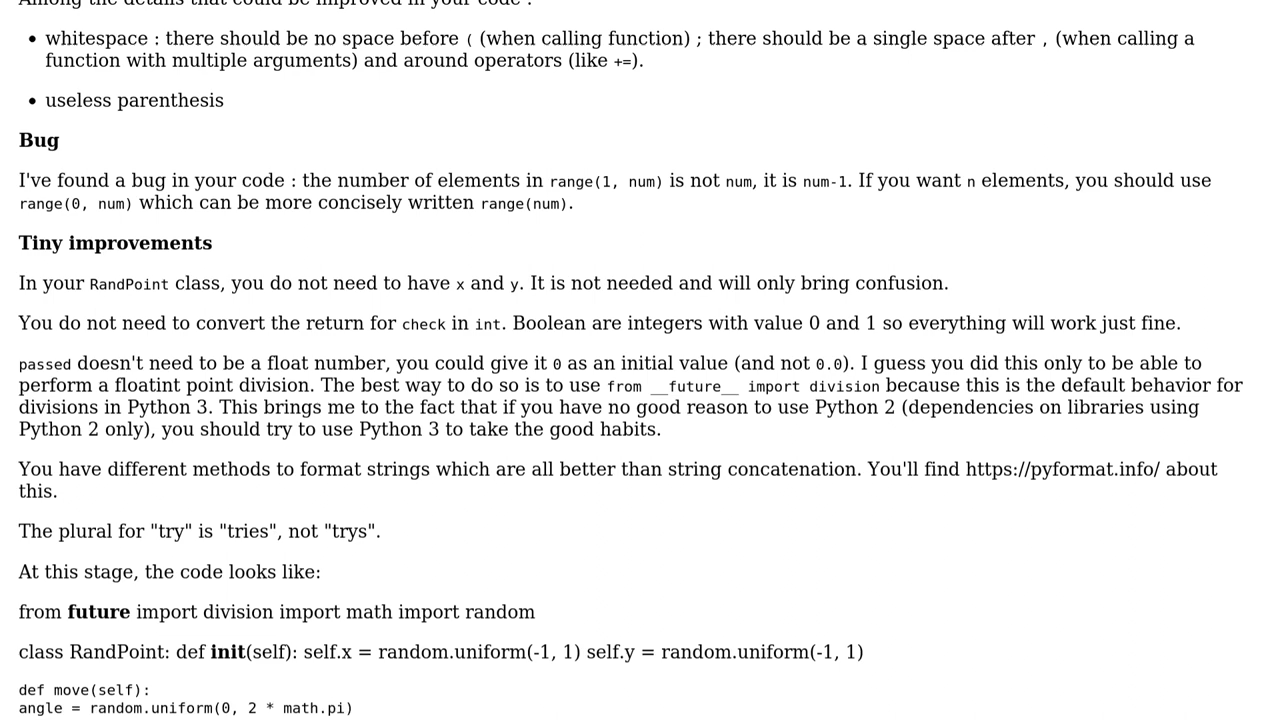 Among the details that could be improved in your code :
• whitespace : there should be no space before ( (when calling function) ; there should be a single space after , (when calling a
function with multiple arguments) and around operators (like +=).
• useless parenthesis
Bug
I've found a bug in your code : the number of elements in range(1, num) is not num, it is num-1. If you want n elements, you should use
range(0, num) which can be more concisely written range(num).
Tiny improvements
In your RandPoint class, you do not need to have x and y. It is not needed and will only bring confusion.
You do not need to convert the return for check in int. Boolean are integers with value 0 and 1 so everything will work just fine.
passed doesn't need to be a float number, you could give it 0 as an initial value (and not 0.0). I guess you did this only to be able to
perform a floatint point division. The best way to do so is to use from __future__ import division because this is the default behavior for
divisions in Python 3. This brings me to the fact that if you have no good reason to use Python 2 (dependencies on libraries using
Python 2 only), you should try to use Python 3 to take the good habits.
You have different methods to format strings which are all better than string concatenation. You'll find https://pyformat.info/ about
this.
The plural for "try" is "tries", not "trys".
At this stage, the code looks like:
from future import division import math import random
class RandPoint: def init(self): self.x = random.uniform(-1, 1) self.y = random.uniform(-1, 1)
def move(self):
angle = random.uniform(0, 2 * math.pi)